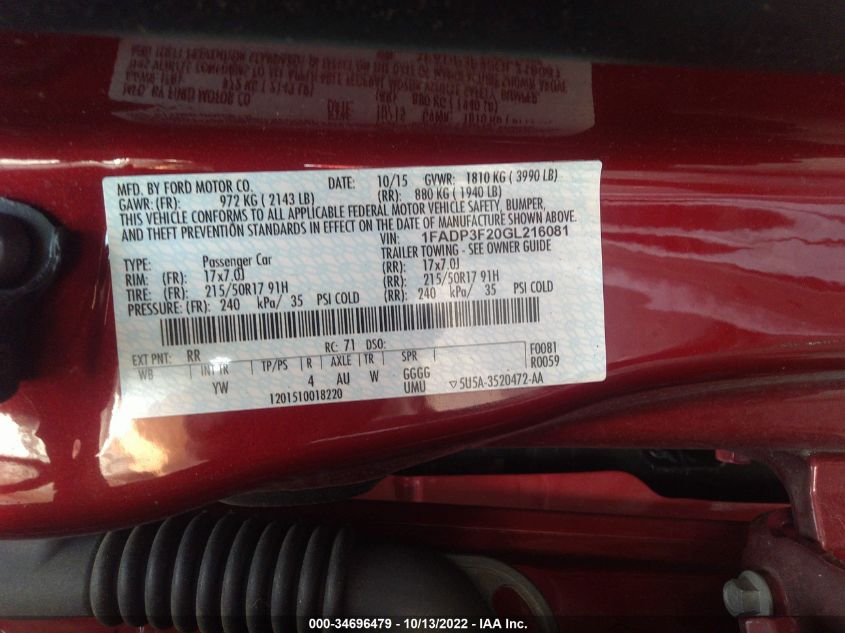 MFD. BY FORD MOTOR CO. DATE: 10/15 GVWR: 1810 KG ( 3990 LB)
GAWR: (FR): 972 KG ( 2143 LB) (RR): 880 KG ( 1940 LB)
THIS VEHICLE CONFORMS TO ALL APPLICABLE FEDERAL MOTOR VEHICLE SAFETY, BUMPER,
AND THEFT PREVENTION STANDARDS IN EFFECT ON THE DATE OF MANUFACTURE SHOWN ABOVE.
VIN: 1FADP3F20GL216081
TRAILER TOWING - SEE OWNER GUIDE
TYPE: Passenger Car
RIM: (FR): 17x7.0J (RR): 17x7.0J
TIRE: (FR): 215/50R17 91H (RR): 215/50R17 91H
PRESSURE: (FR): 240 kPa/ 35 PSI COLD (RR): 240 kPa/ 35 PSI COLD
EXT PNT: RR RC: 71 DSO: F0081
WB INT TR TP/PS R AXLE TR SPR R0059
YW 4 AU W GGGG
UMU ▽5U5A-3520472-AA
1201510018220
000-34696479 - 10/13/2022 - IAA Inc.